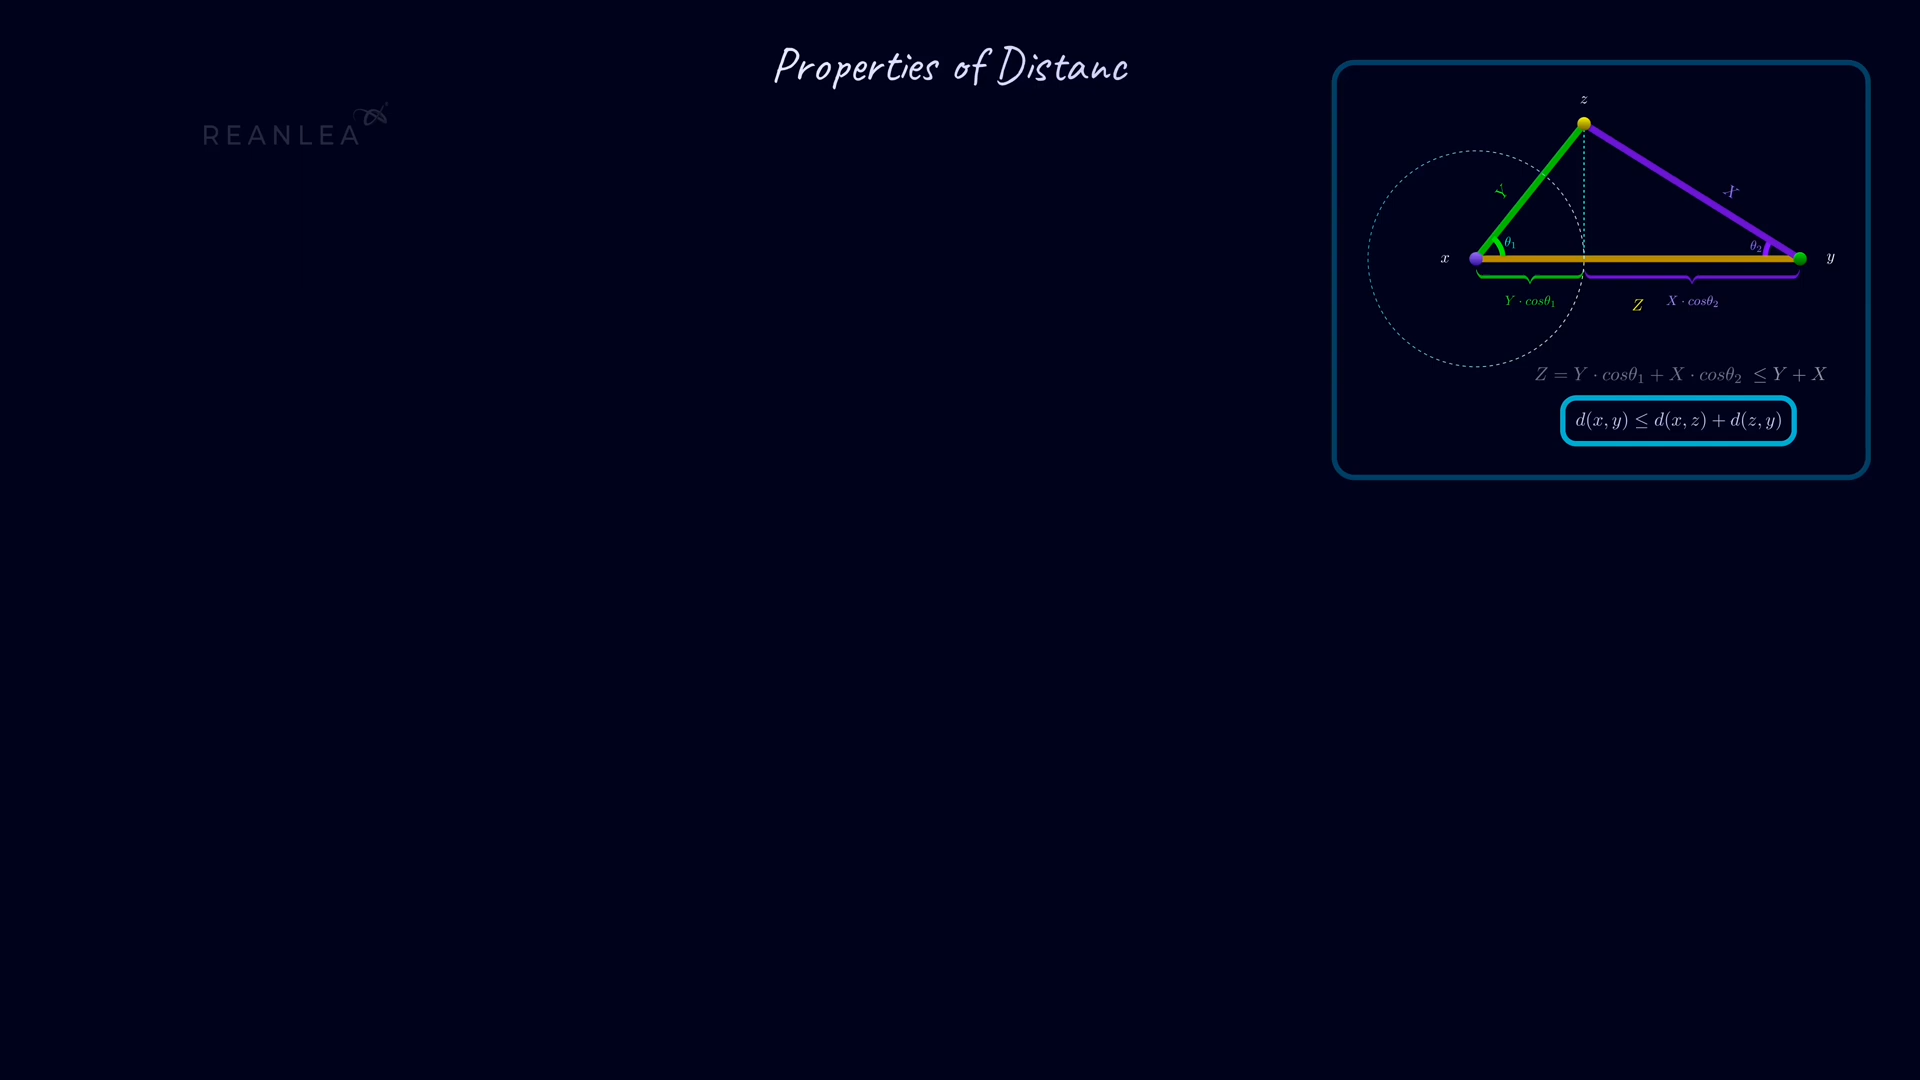 Properties of Distanc
REANLEA
z
Y
X
θ₁
θ₂
x
y
Y · cosθ₁
Z
X · cosθ₂
Z = Y · cosθ₁ + X · cosθ₂ ≤ Y + X
d(x, y) ≤ d(x, z) + d(z, y)